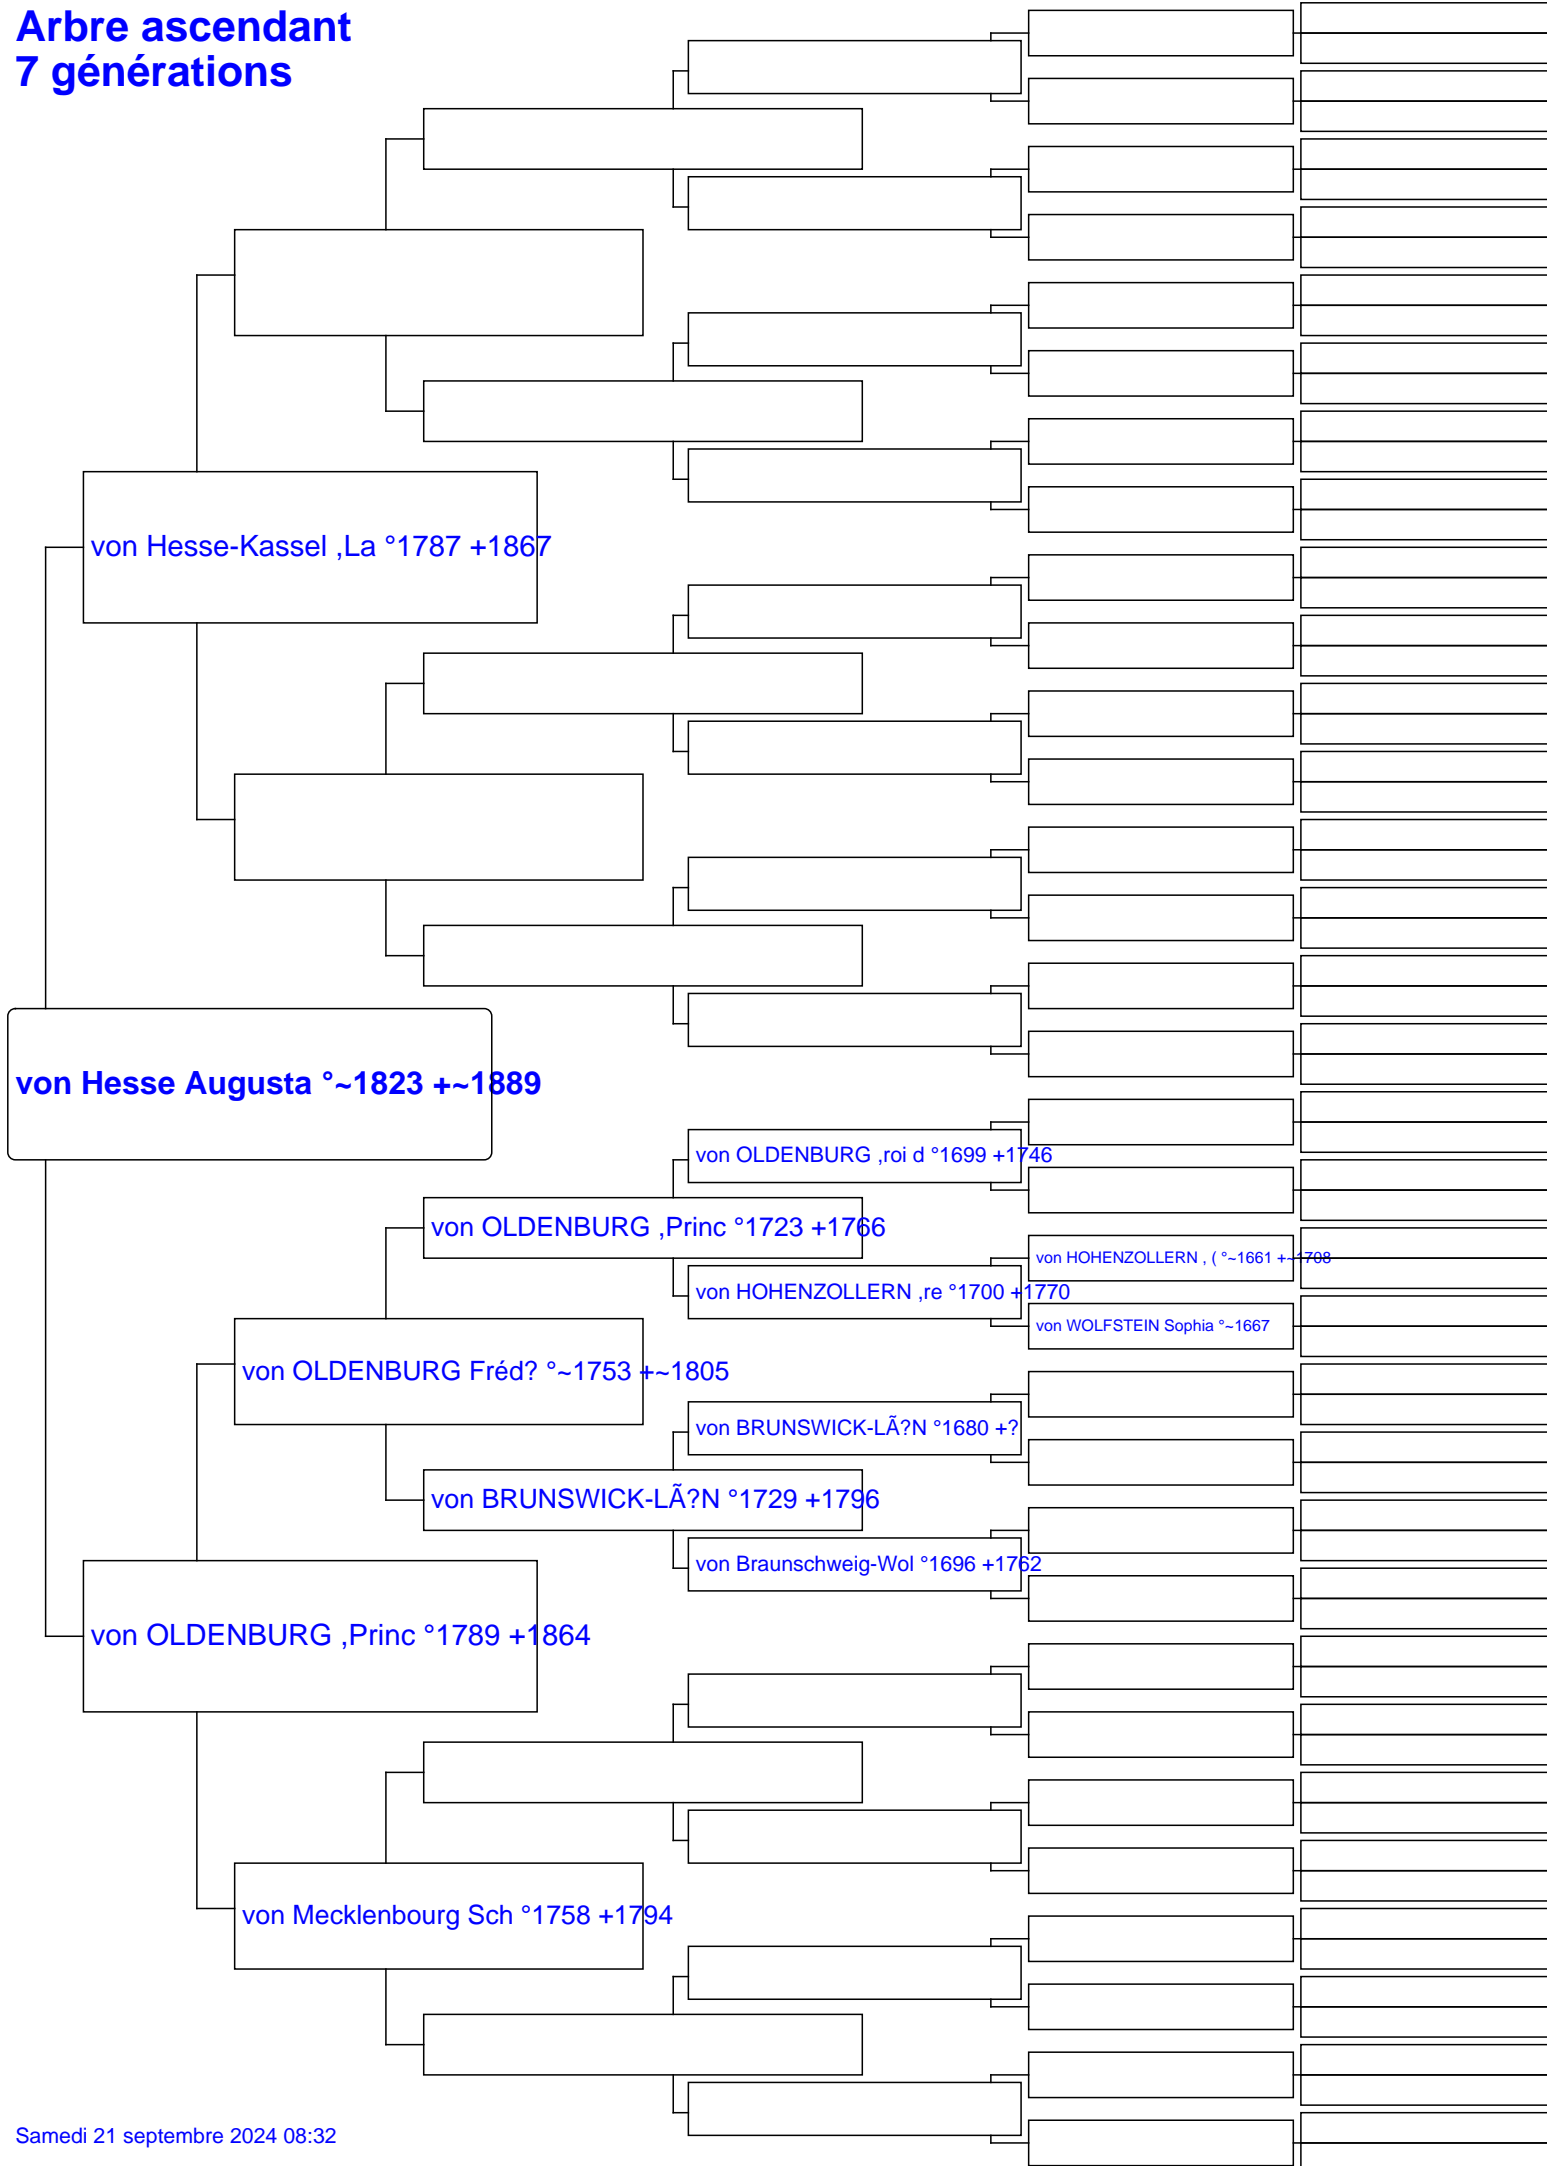 Arbre ascendant
7 générations
von Hesse-Kassel ,La °1787 +1867
von Hesse Augusta °~1823 +~1889
von OLDENBURG ,roi d °1699 +1746
von OLDENBURG ,Princ °1723 +1766
von HOHENZOLLERN , ( °~1661 +~1708
von HOHENZOLLERN ,re °1700 +1770
von WOLFSTEIN Sophia °~1667
von OLDENBURG Fréd? °~1753 +~1805
von BRUNSWICK-LÃ?N °1680 +?
von BRUNSWICK-LÃ?N °1729 +1796
von Braunschweig-Wol °1696 +1762
von OLDENBURG ,Princ °1789 +1864
von Mecklenbourg Sch °1758 +1794
Samedi 21 septembre 2024 08:32